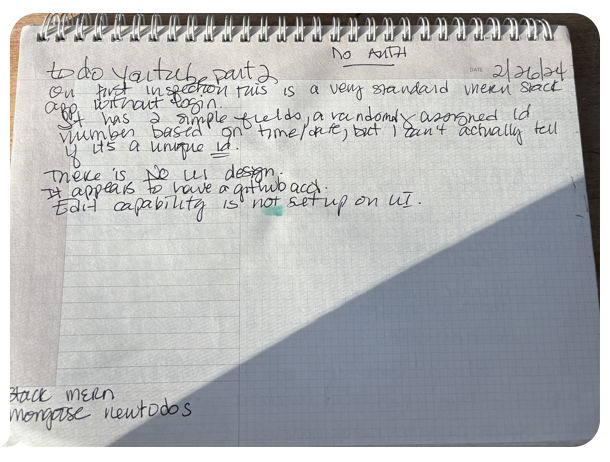 NO AUTH
DATE 2/26/24
to do youtube part 2
On first inspection this is a very standard mern stack
app without login.
It has 2 simple fields, a randomly assigned id
number based on time/date, but I can't actually tell
if its a unique id.
There is NO UI design.
It appears to have a github acct.
Edit capability is not set up on UI.
Stack mern
mongoose newtodos